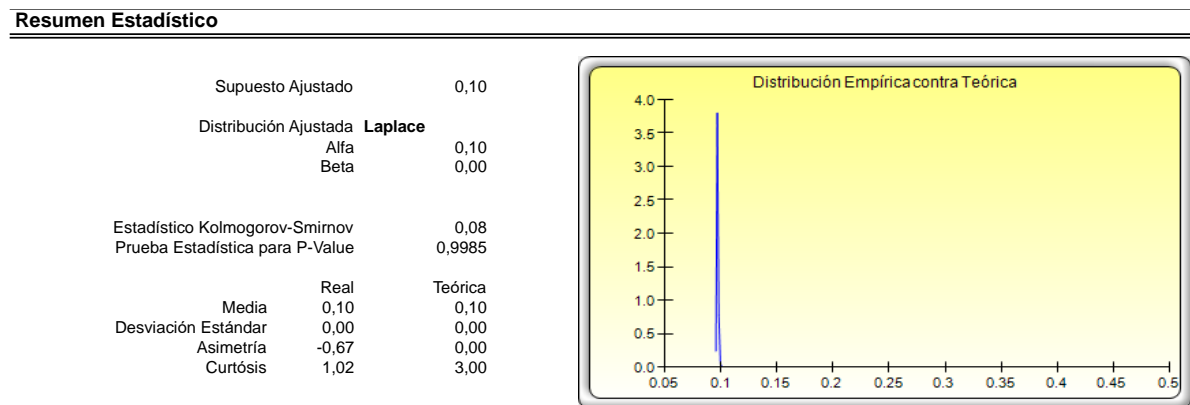 Resumen Estadístico
Supuesto Ajustado 0,10
Distribución Ajustada Laplace
Alfa 0,10
Beta 0,00
Estadístico Kolmogorov-Smirnov 0,08
Prueba Estadística para P-Value 0,9985
Real Teórica
Media 0,10 0,10
Desviación Estándar 0,00 0,00
Asimetría -0,67 0,00
Curtósis 1,02 3,00
Distribución Empírica contra Teórica
4.0
3.5
3.0
2.5
2.0
1.5
1.0
0.5
0.0
0.05 0.1 0.15 0.2 0.25 0.3 0.35 0.4 0.45 0.5